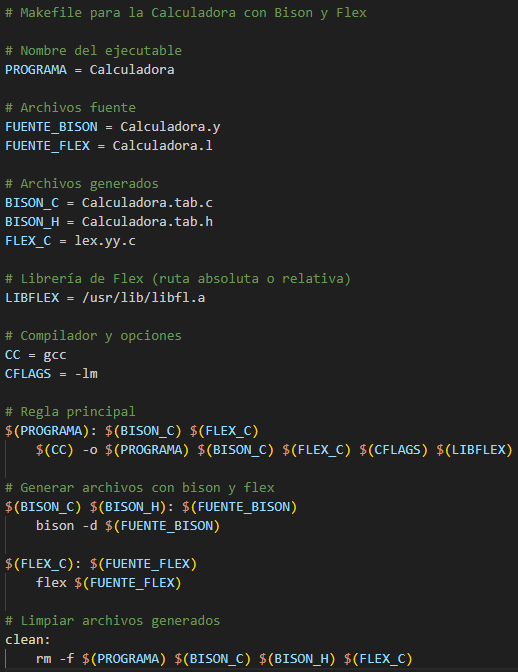 # Makefile para la Calculadora con Bison y Flex
# Nombre del ejecutable
PROGRAMA = Calculadora
# Archivos fuente
FUENTE_BISON = Calculadora.y
FUENTE_FLEX = Calculadora.l
# Archivos generados
BISON_C = Calculadora.tab.c
BISON_H = Calculadora.tab.h
FLEX_C = lex.yy.c
# Librería de Flex (ruta absoluta o relativa)
LIBFLEX = /usr/lib/libfl.a
# Compilador y opciones
CC = gcc
CFLAGS = -lm
# Regla principal
$(PROGRAMA): $(BISON_C) $(FLEX_C)
    $(CC) -o $(PROGRAMA) $(BISON_C) $(FLEX_C) $(CFLAGS) $(LIBFLEX)
# Generar archivos con bison y flex
$(BISON_C) $(BISON_H): $(FUENTE_BISON)
    bison -d $(FUENTE_BISON)
$(FLEX_C): $(FUENTE_FLEX)
    flex $(FUENTE_FLEX)
# Limpiar archivos generados
clean:
    rm -f $(PROGRAMA) $(BISON_C) $(BISON_H) $(FLEX_C)